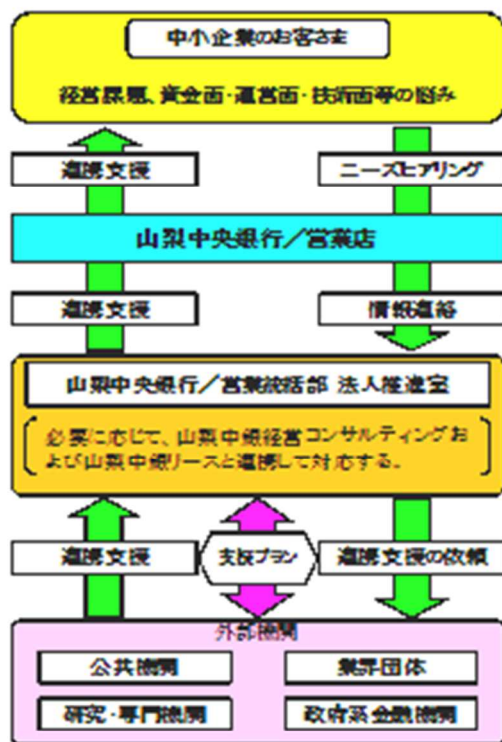 中小企業のお客さま
経営課題、資金面・運営面・技術面等の悩み
連携支援
ニーズヒアリング
山梨中央銀行／営業店
連携支援
情報連絡
山梨中央銀行／営業統括部 法人推進室
必要に応じて、山梨中銀経営コンサルティングお
よび山梨中銀リースと連携して対応する。
連携支援
支援プラン
連携支援の依頼
外部機関
公共機関
業界団体
研究・専門機関
政府系金融機関